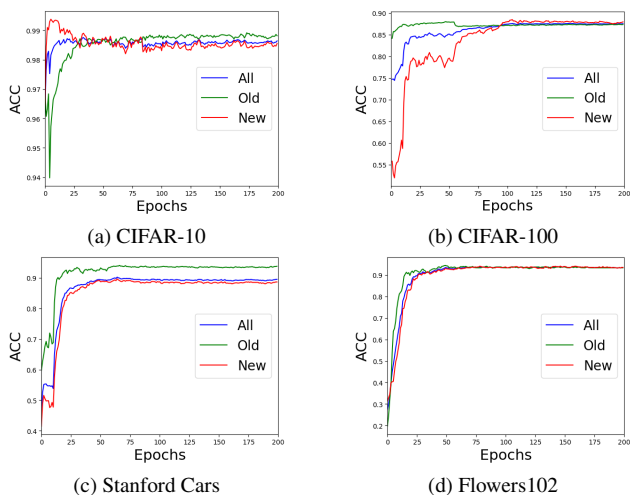 0.99
0.98
0.97
0.96
0.95
0.94
ACC
All
Old
New
0 25 50 75 100 125 150 175 200
Epochs
(a) CIFAR-10
0.90
0.85
0.80
0.75
0.70
0.65
0.60
0.55
ACC
All
Old
New
0 25 50 75 100 125 150 175 200
Epochs
(b) CIFAR-100
0.9
0.8
0.7
0.6
0.5
0.4
ACC
All
Old
New
0 25 50 75 100 125 150 175 200
Epochs
(c) Stanford Cars
0.9
0.8
0.7
0.6
0.5
0.4
0.3
0.2
ACC
All
Old
New
0 25 50 75 100 125 150 175 200
Epochs
(d) Flowers102